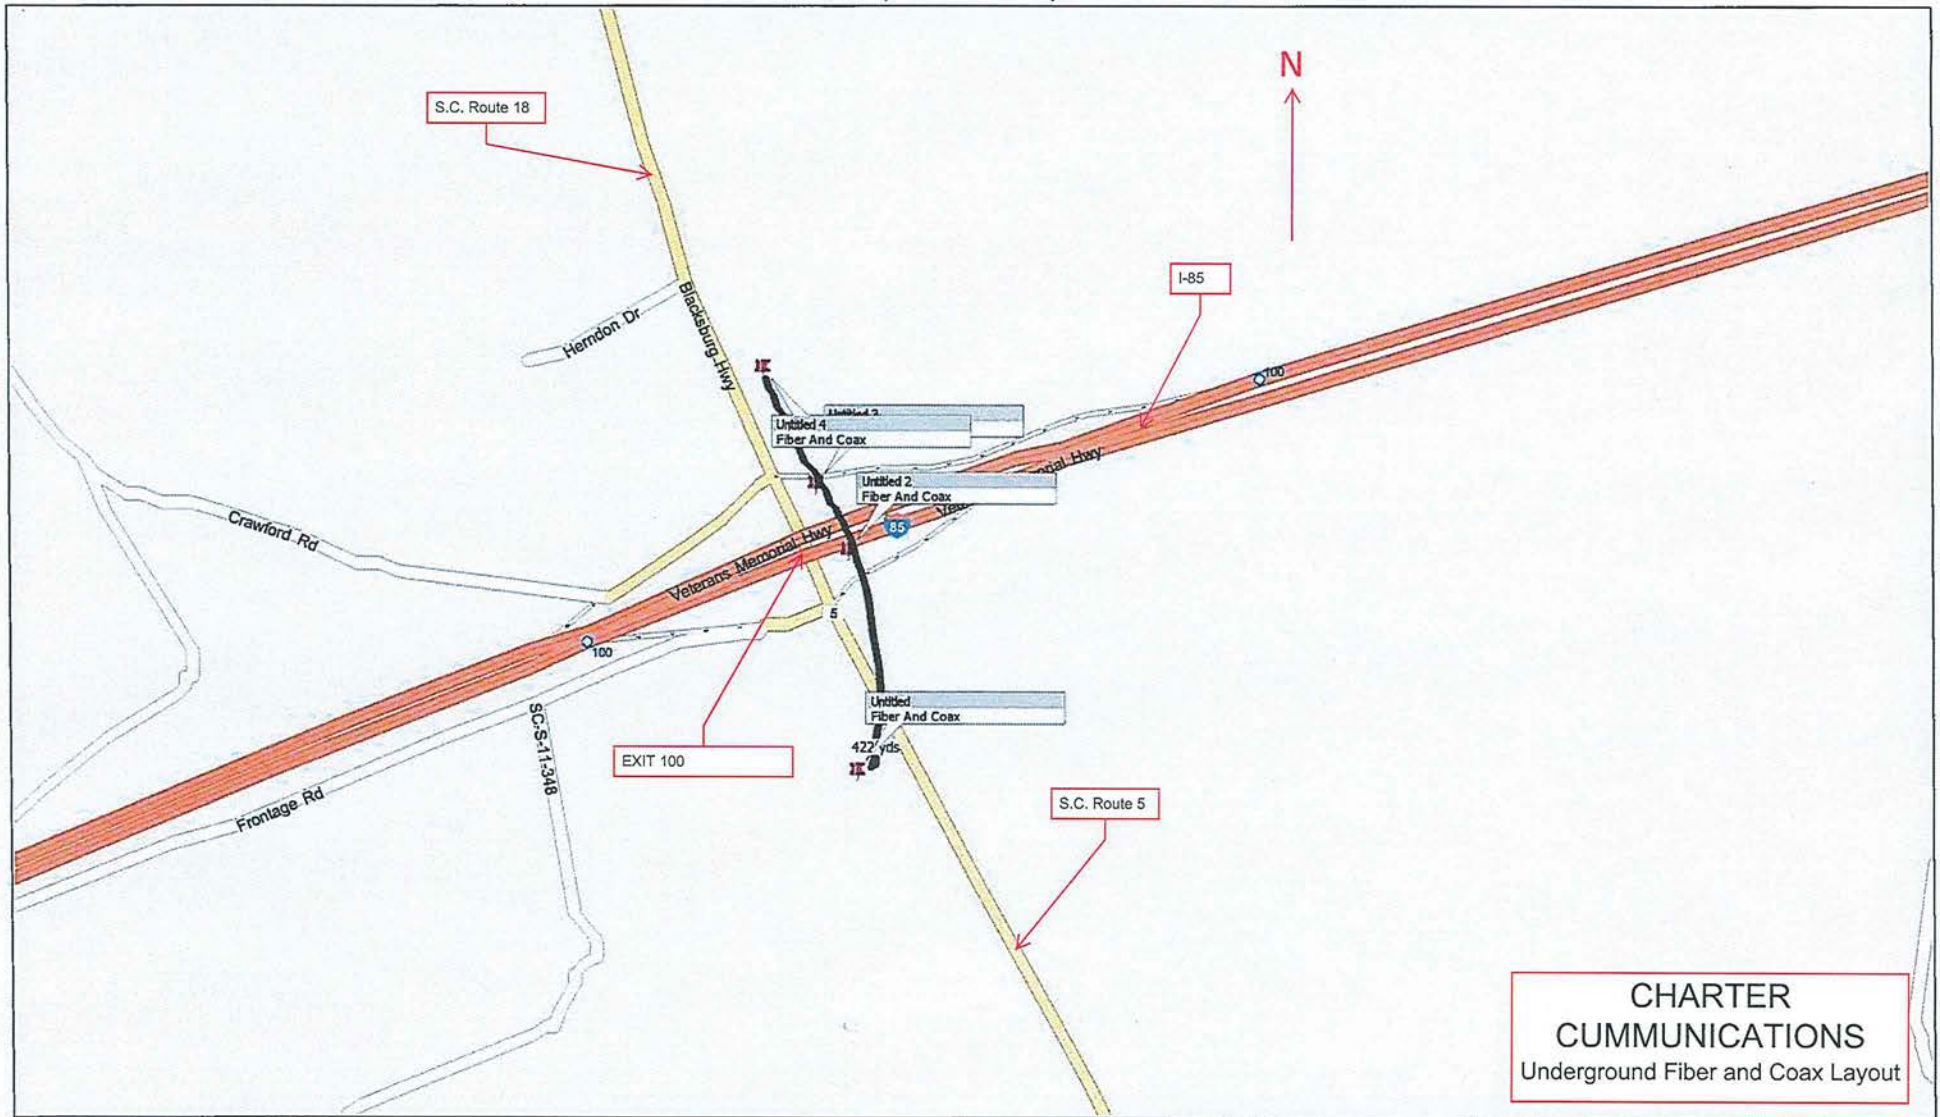 N
S.C. Route 18
I-85
Blacksburg Hwy
Herndon Dr
100
Untitled 4
Fiber And Coax
Untitled 2
Fiber And Coax
85
Crawford Rd
Veterans Memorial Hwy
5
100
Untitled
Fiber And Coax
422 yds
SC-S-11-348
EXIT 100
Frontage Rd
S.C. Route 5
CHARTER
CUMMUNICATIONS
Underground Fiber and Coax Layout